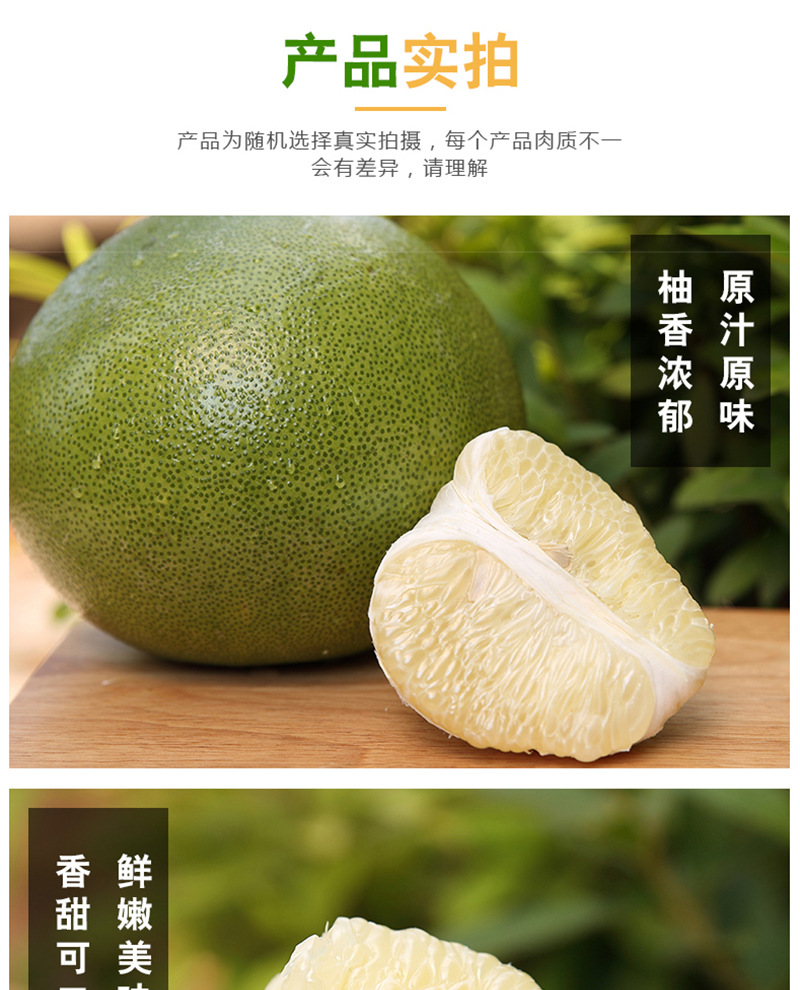 产品实拍
产品为随机选择真实拍摄，每个产品肉质不一
会有差异，请理解
原汁原味
柚香浓郁
鲜嫩美味
香甜可